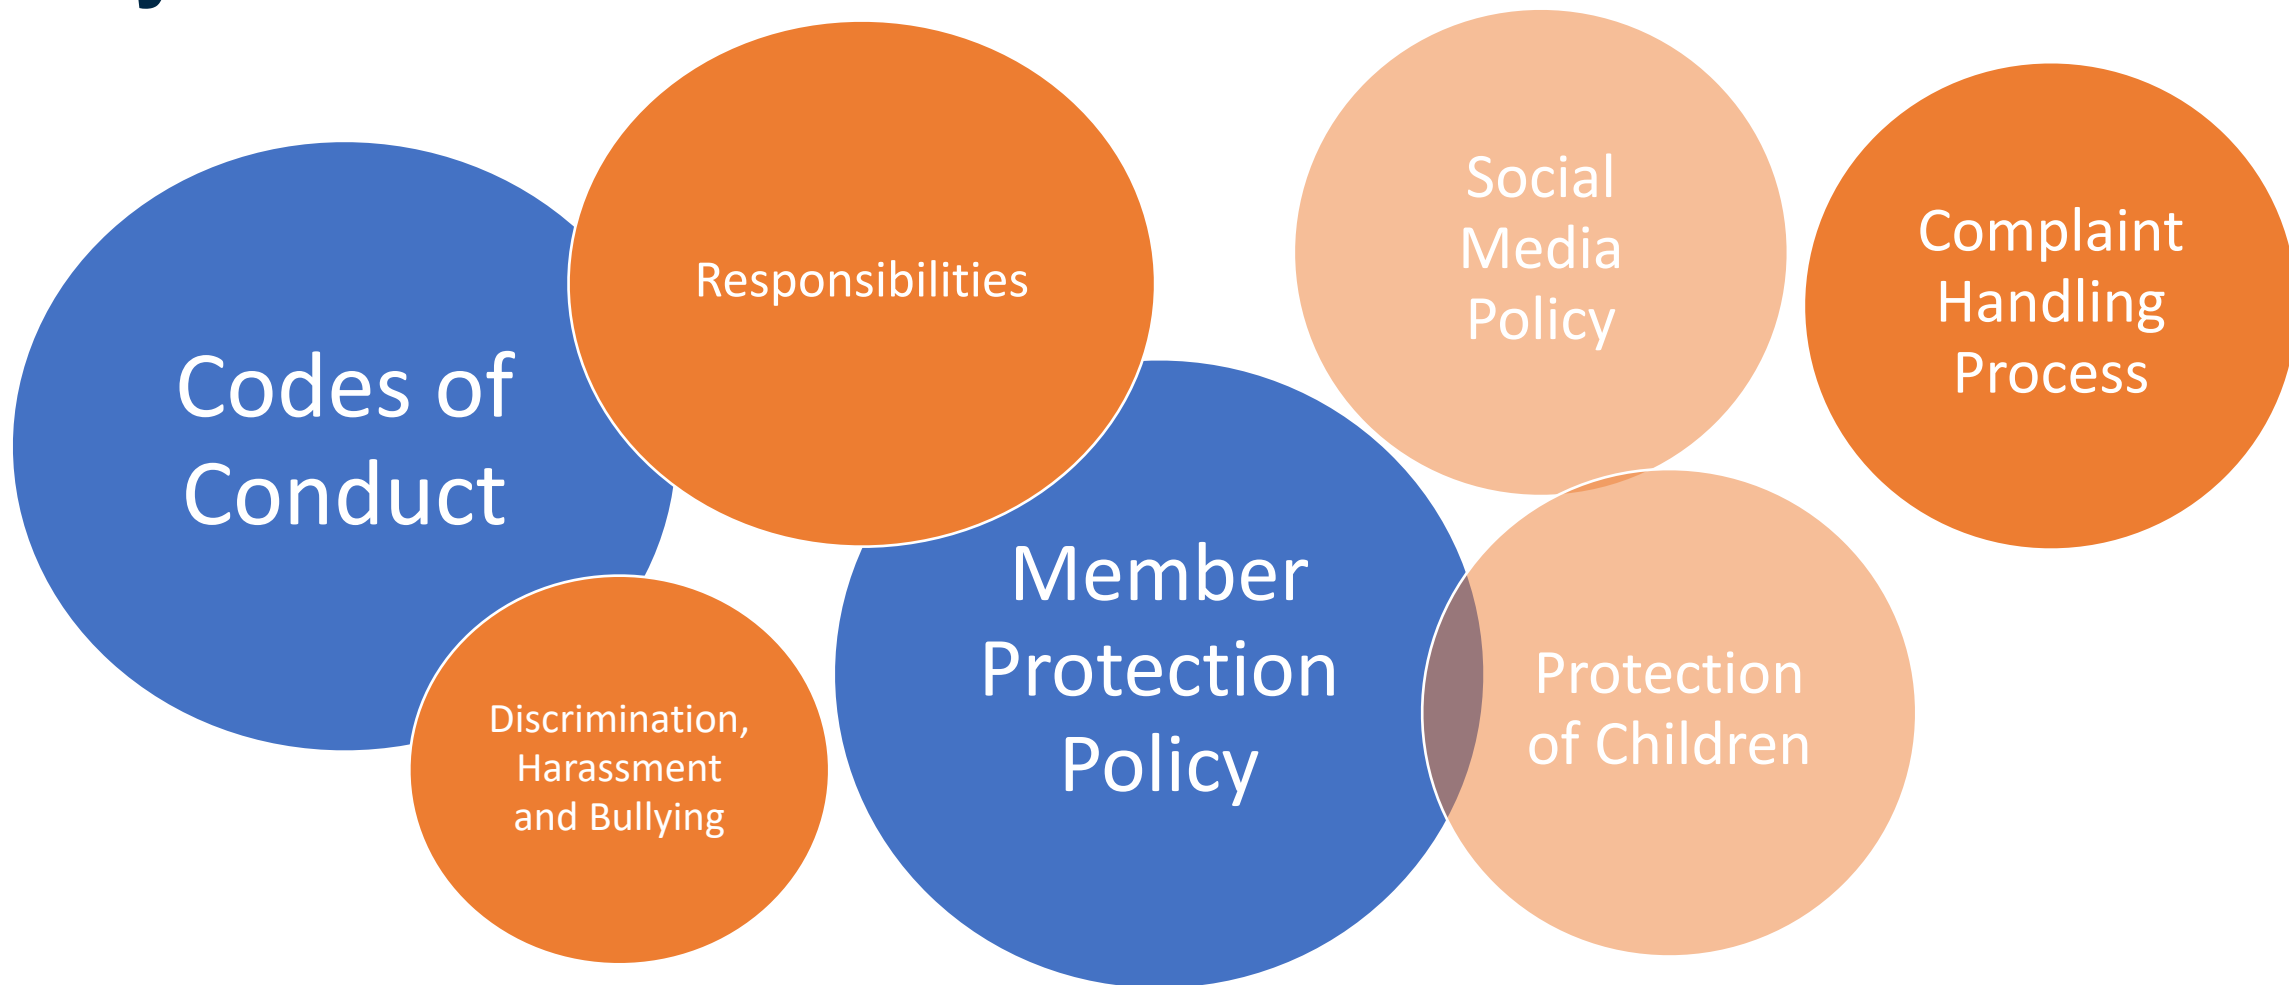 Codes of
Conduct
Responsibilities
Discrimination,
Harassment
and Bullying
Member
Protection
Policy
Social
Media
Policy
Protection
of Children
Complaint
Handling
Process